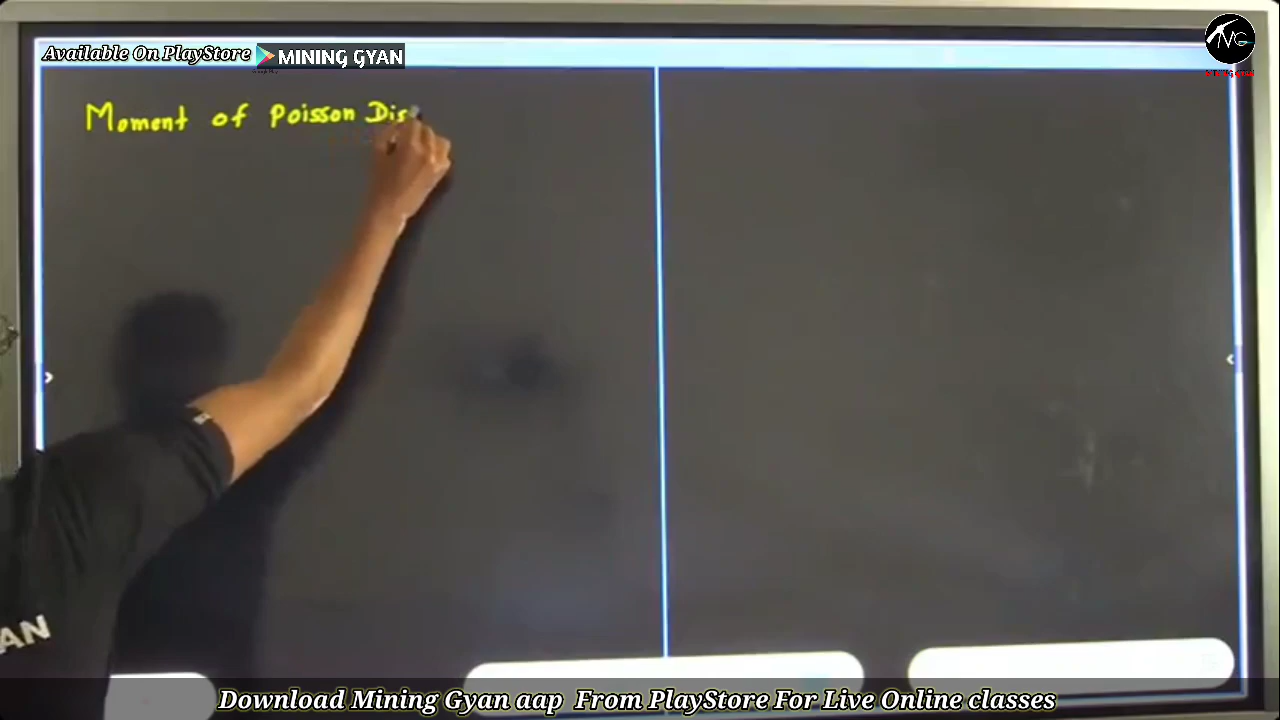 Available On PlayStore MINING GYAN
Moment of Poisson Dis
AN
Download Mining Gyan aap From PlayStore For Live Online classes